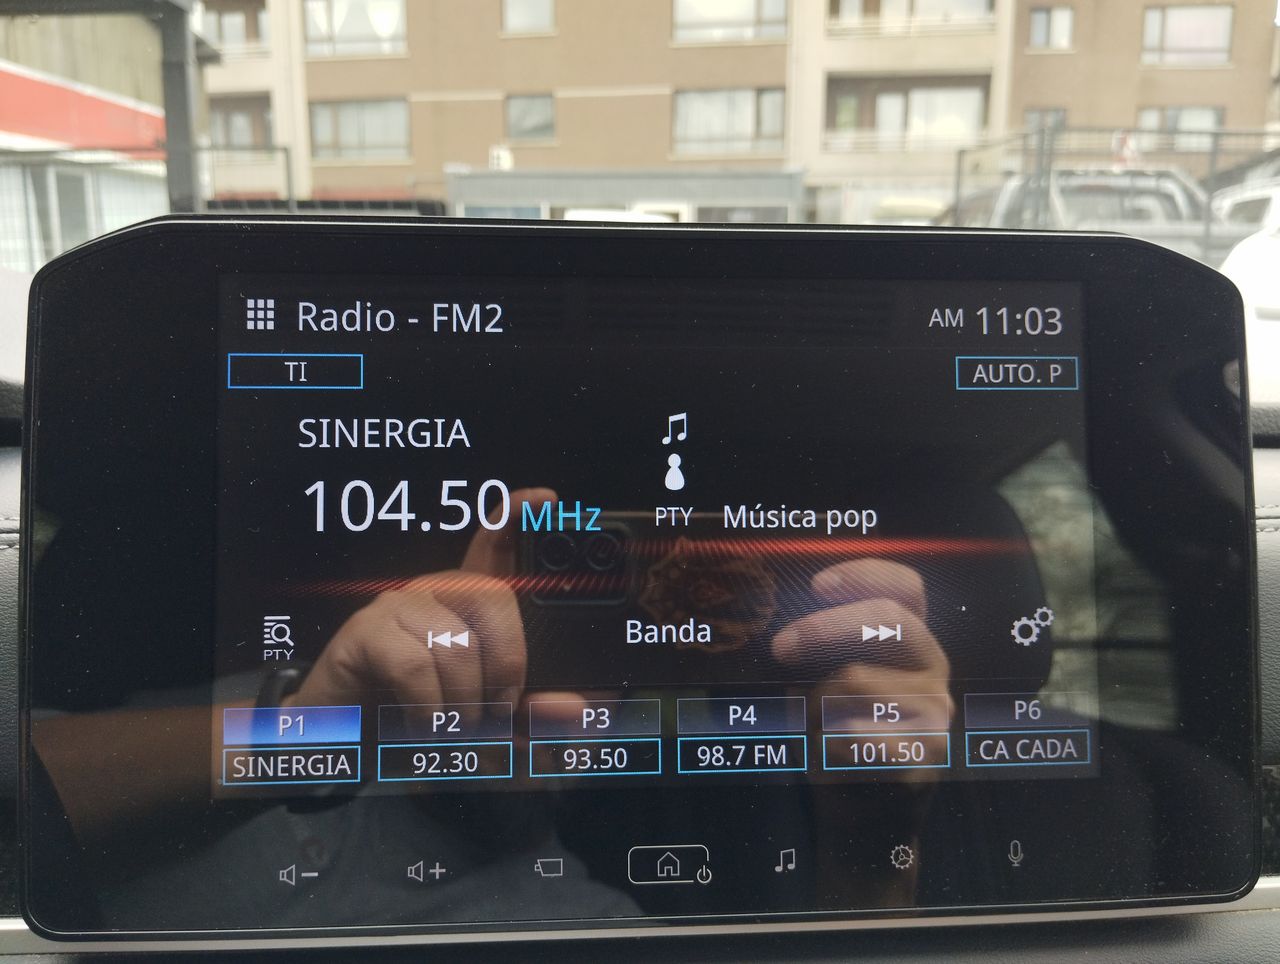 Radio - FM2
AM 11:03
TI
AUTO. P
SINERGIA
104.50 MHz
PTY Música pop
PTY
Banda
P1 P2 P3 P4 P5 P6
SINERGIA 92.30 93.50 98.7 FM 101.50 CA CADA